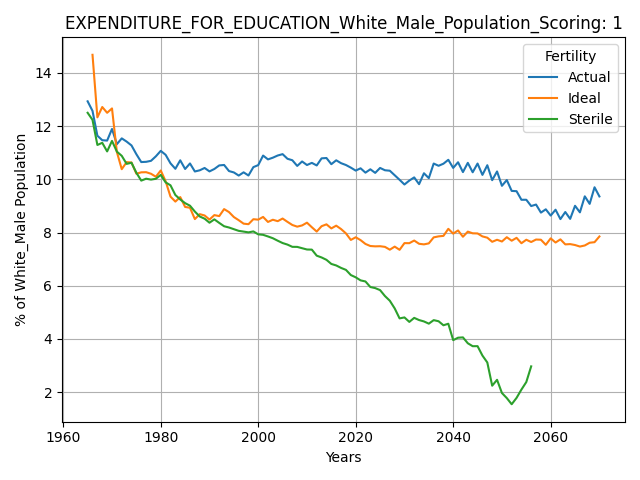 EXPENDITURE_FOR_EDUCATION_White_Male_Population_Scoring: 1
Fertility
Actual
Ideal
Sterile
% of White_Male Population
14
12
10
8
6
4
2
1960
1980
2000
2020
2040
2060
Years